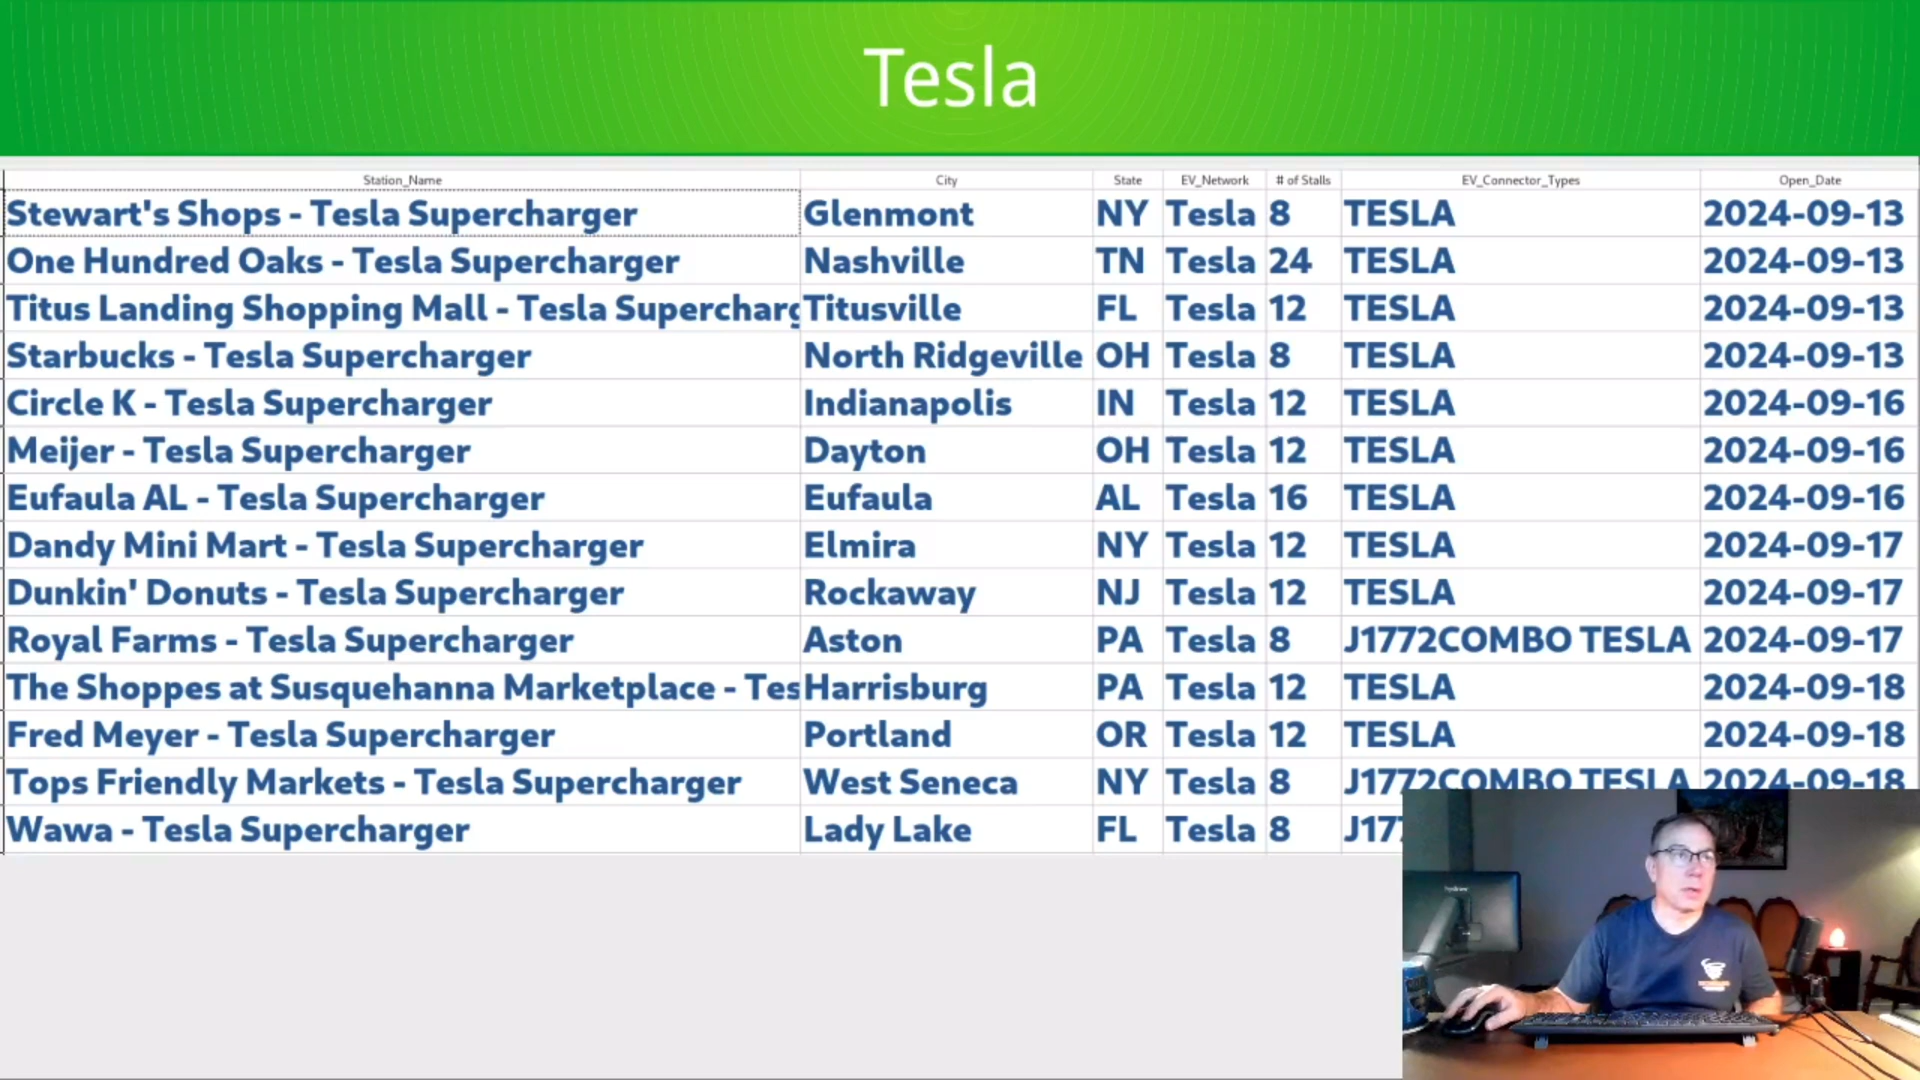 Tesla
Station_Name City State EV_Network # of Stalls EV_Connector_Types Open_Date
Stewart's Shops - Tesla Supercharger Glenmont NY Tesla 8 TESLA 2024-09-13
One Hundred Oaks - Tesla Supercharger Nashville TN Tesla 24 TESLA 2024-09-13
Titus Landing Shopping Mall - Tesla Supercharg Titusville FL Tesla 12 TESLA 2024-09-13
Starbucks - Tesla Supercharger North Ridgeville OH Tesla 8 TESLA 2024-09-13
Circle K - Tesla Supercharger Indianapolis IN Tesla 12 TESLA 2024-09-16
Meijer - Tesla Supercharger Dayton OH Tesla 12 TESLA 2024-09-16
Eufaula AL - Tesla Supercharger Eufaula AL Tesla 16 TESLA 2024-09-16
Dandy Mini Mart - Tesla Supercharger Elmira NY Tesla 12 TESLA 2024-09-17
Dunkin' Donuts - Tesla Supercharger Rockaway NJ Tesla 12 TESLA 2024-09-17
Royal Farms - Tesla Supercharger Aston PA Tesla 8 J1772COMBO TESLA 2024-09-17
The Shoppes at Susquehanna Marketplace - Tes Harrisburg PA Tesla 12 TESLA 2024-09-18
Fred Meyer - Tesla Supercharger Portland OR Tesla 12 TESLA 2024-09-18
Tops Friendly Markets - Tesla Supercharger West Seneca NY Tesla 8 J1772COMBO TESLA 2024-09-18
Wawa - Tesla Supercharger Lady Lake FL Tesla 8 J177